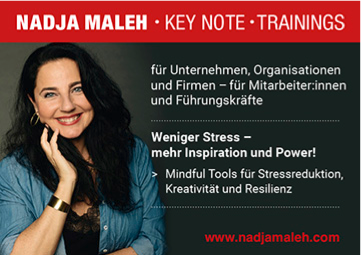 NADJA MALEH · KEY NOTE · TRAININGS
für Unternehmen, Organisationen
und Firmen – für Mitarbeiter:innen
und Führungskräfte
Weniger Stress –
mehr Inspiration und Power!
> Mindful Tools für Stressreduktion,
Kreativität und Resilienz
www.nadjamaleh.com